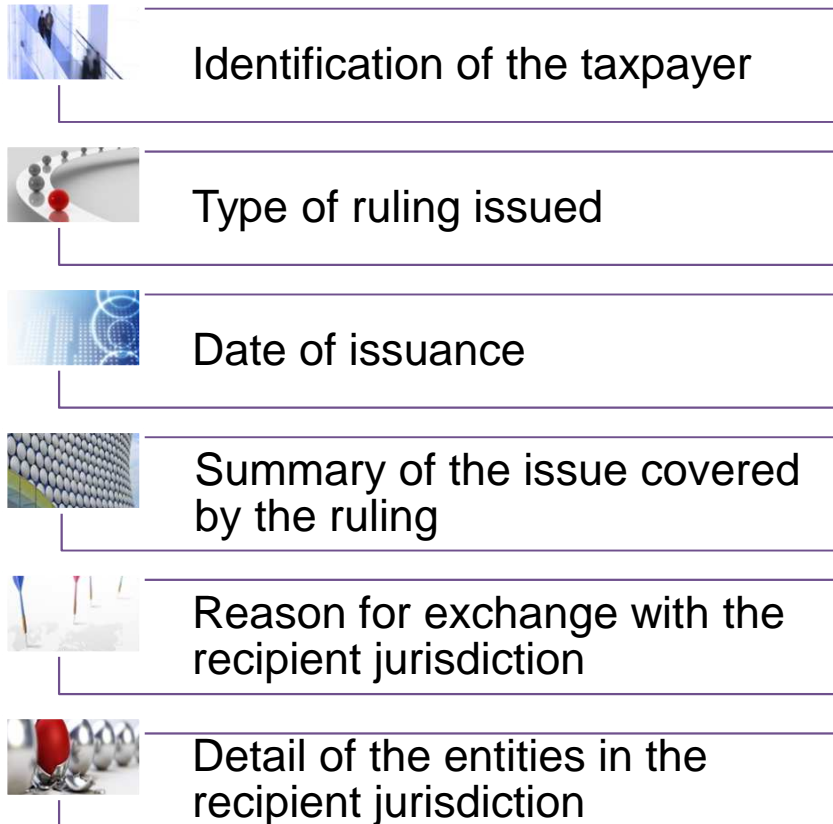 Identification of the taxpayer
Type of ruling issued
Date of issuance
Summary of the issue covered
by the ruling
Reason for exchange with the
recipient jurisdiction
Detail of the entities in the
recipient jurisdiction